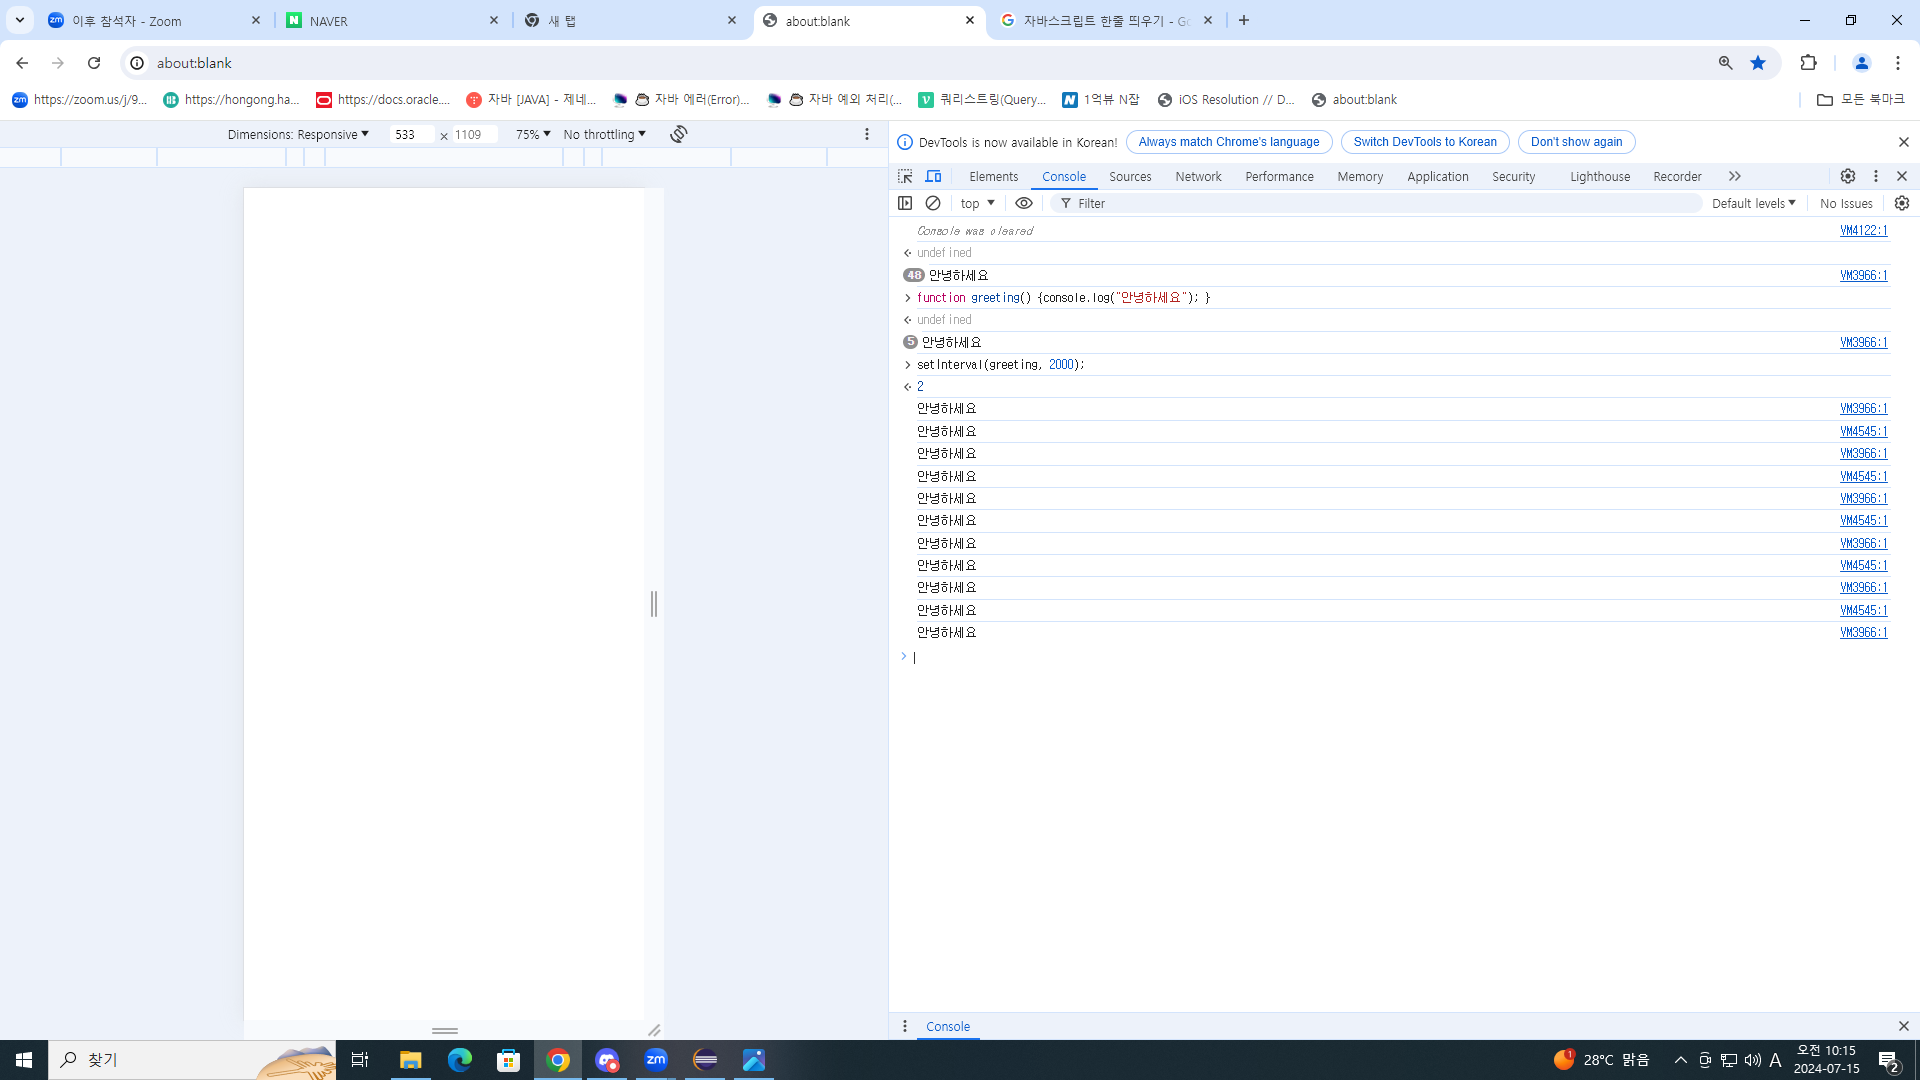 이후 참석자 - Zoom
NAVER
새 탭
about:blank
자바스크립트 한줄 띄우기 - Go
about:blank
https://zoom.us/j/9...
https://hongong.ha...
https://docs.oracle....
자바 [JAVA] - 제네...
자바 에러(Error)...
자바 예외 처리(...
쿼리스트링(Query...
1억뷰 N잡
iOS Resolution // D...
about:blank
모든 북마크
Dimensions: Responsive
533 × 1109
75%
No throttling
DevTools is now available in Korean!
Always match Chrome's language
Switch DevTools to Korean
Don't show again
Elements
Console
Sources
Network
Performance
Memory
Application
Security
Lighthouse
Recorder
top
Filter
Default levels
No Issues
Console was cleared VM4122:1
undefined
48 안녕하세요 VM3966:1
function greeting() {console.log("안녕하세요"); }
undefined
5 안녕하세요 VM3966:1
setInterval(greeting, 2000);
2
안녕하세요 VM3966:1
안녕하세요 VM4545:1
안녕하세요 VM3966:1
안녕하세요 VM4545:1
안녕하세요 VM3966:1
안녕하세요 VM4545:1
안녕하세요 VM3966:1
안녕하세요 VM4545:1
안녕하세요 VM3966:1
안녕하세요 VM4545:1
안녕하세요 VM3966:1
Console
찾기
zm
1
28°C 맑음
A
오전 10:15
2024-07-15
2